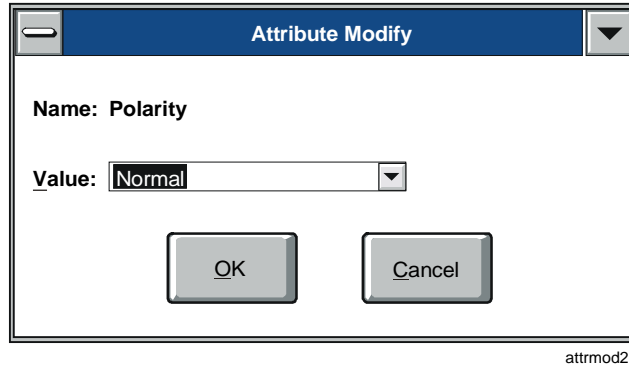 Attribute Modify
Name: Polarity
Value: Normal
OK Cancel
attrmod2